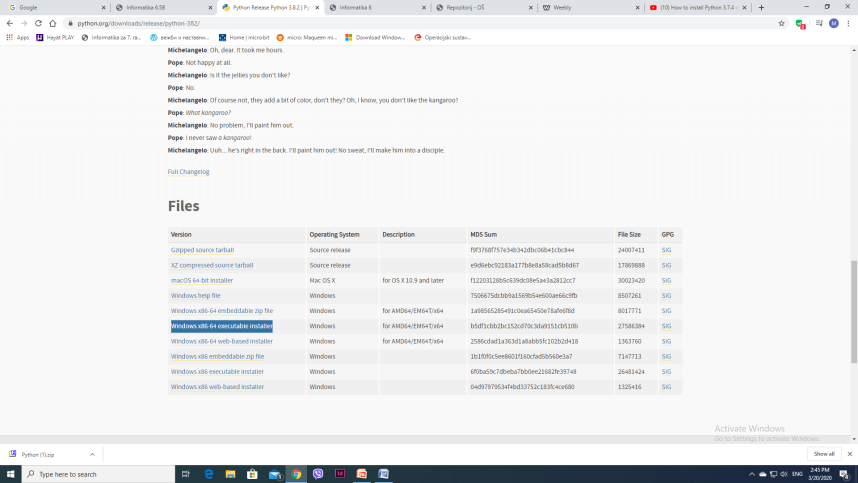 Google
Informatika 6.5B
Python Release Python 3.8.2 | Py
Informatika 6
Repozitorij - OŠ
Weebly
(10) How to install Python 3.7.4
python.org/downloads/release/python-382/
Apps
Hayat PLAY
Informatika za 7. ra...
вежби и наставни...
Home | microbit
micro: Maqueen mi...
Download Window...
Operacijski sustav...
Michelangelo: Oh, dear. It took me hours.
Pope: Not happy at all.
Michelangelo: Is it the jellies you don't like?
Pope: No.
Michelangelo: Of course not, they add a bit of color, don't they? Oh, I know, you don't like the kangaroo?
Pope: What kangaroo?
Michelangelo: No problem, I'll paint him out.
Pope: I never saw a kangaroo!
Michelangelo: Uuh... he's right in the back. I'll paint him out! No sweat, I'll make him into a disciple.
Full Changelog
Files
Version Operating System Description MD5 Sum File Size GPG
Gzipped source tarball Source release f9f3768f757e34b342dbc06b41cbc844 24007411 SIG
XZ compressed source tarball Source release e9d6ebc92183a177b8e8a58cad5b8d67 17869888 SIG
macOS 64-bit installer Mac OS X for OS X 10.9 and later f12203128b5c639dc08e5a43a2812cc7 30023420 SIG
Windows help file Windows 7506675dcbb9a1569b54e600ae66c9fb 8507261 SIG
Windows x86-64 embeddable zip file Windows for AMD64/EM64T/x64 1a98565285491c0ea65450e78afe6f8d 8017771 SIG
Windows x86-64 executable installer Windows for AMD64/EM64T/x64 b5df1cbb2bc152cd70c3da9151cb510b 27586384 SIG
Windows x86-64 web-based installer Windows for AMD64/EM64T/x64 2586cdad1a363d1a8abb5fc102b2d418 1363760 SIG
Windows x86 embeddable zip file Windows 1b1f0f0c5ee8601f160cfad5b560e3a7 7147713 SIG
Windows x86 executable installer Windows 6f0ba59c7dbeba7bb0ee21682fe39748 26481424 SIG
Windows x86 web-based installer Windows 04d97979534f4bd33752c183fc4ce680 1325416 SIG
Activate Windows
Go to Settings to activate Windows.
Python (1).zip
Show all
Type here to search
ENG
2:45 PM
3/20/2020